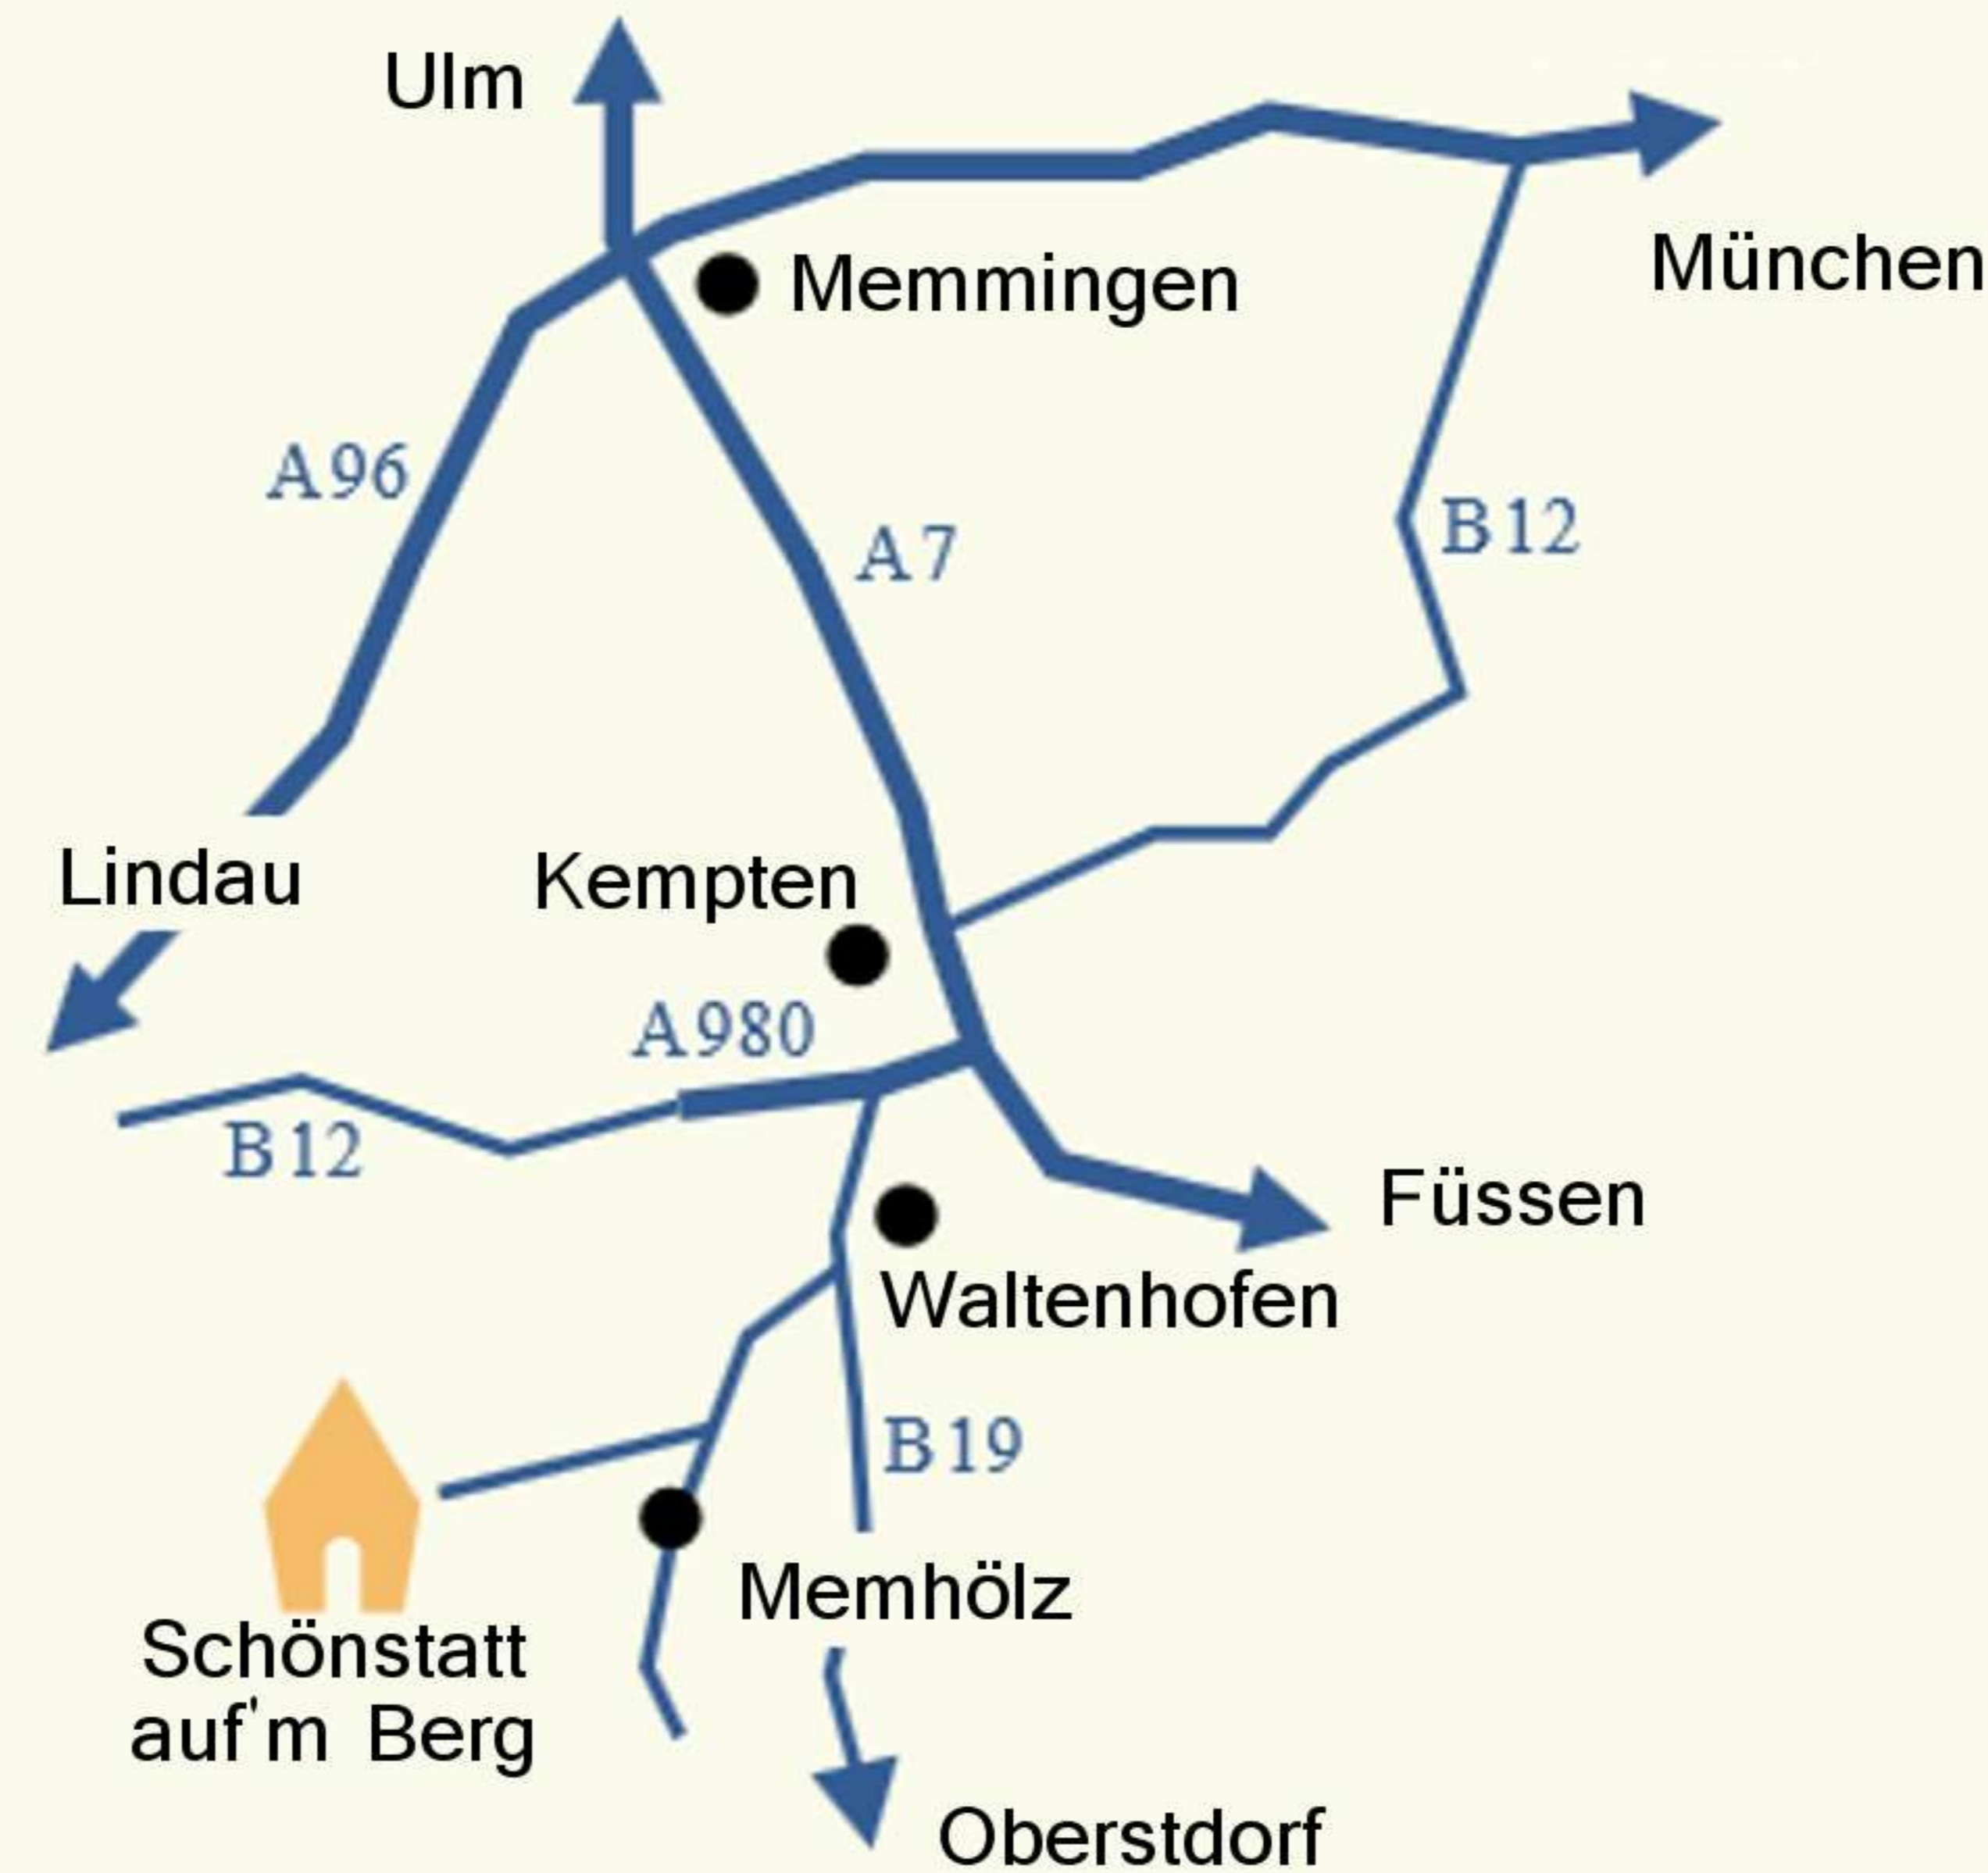 Ulm
München
Memmingen
A96
A7
B12
Lindau
Kempten
A980
B12
Füssen
Waltenhofen
B19
Memhölz
Schönstatt
auf'm Berg
Oberstdorf